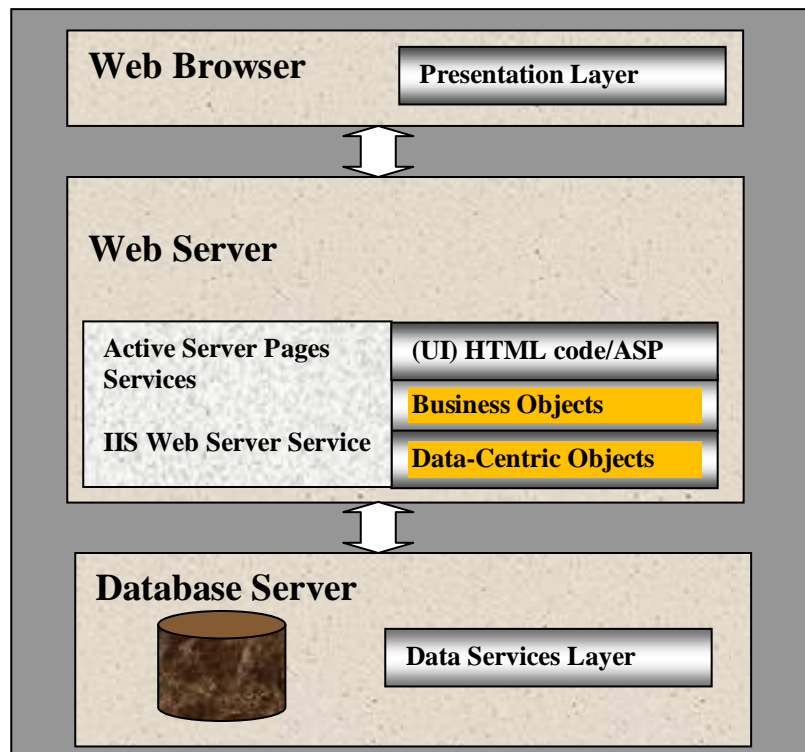 Web Browser
Presentation Layer
Web Server
Active Server Pages
Services
IIS Web Server Service
(UI) HTML code/ASP
Business Objects
Data-Centric Objects
Database Server
Data Services Layer